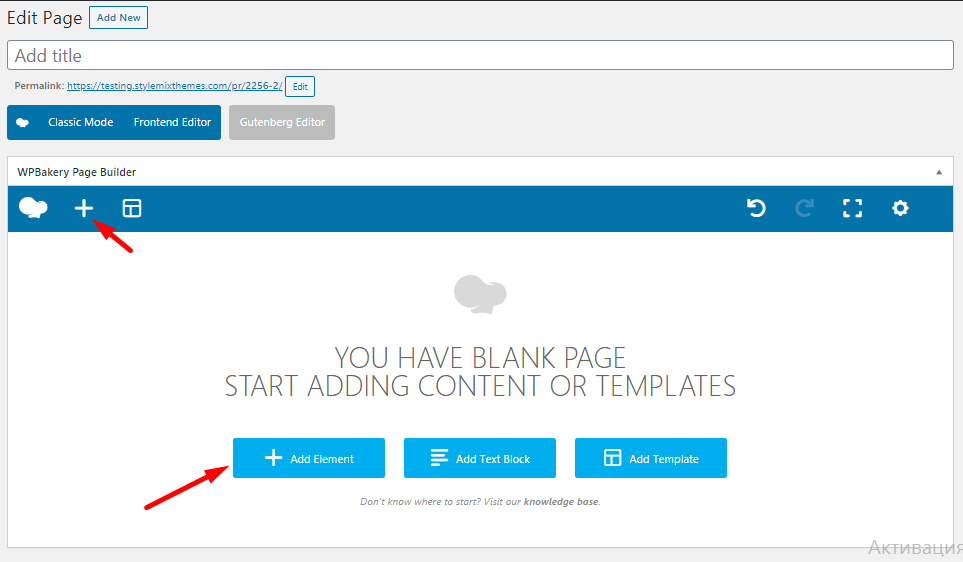 Edit Page Add New
Add title
Permalink: https://testing.stylemixthemes.com/pr/2256-2/ Edit
Classic Mode Frontend Editor Gutenberg Editor
WPBakery Page Builder
YOU HAVE BLANK PAGE
START ADDING CONTENT OR TEMPLATES
Add Element Add Text Block Add Template
Don't know where to start? Visit our knowledge base.
Активация